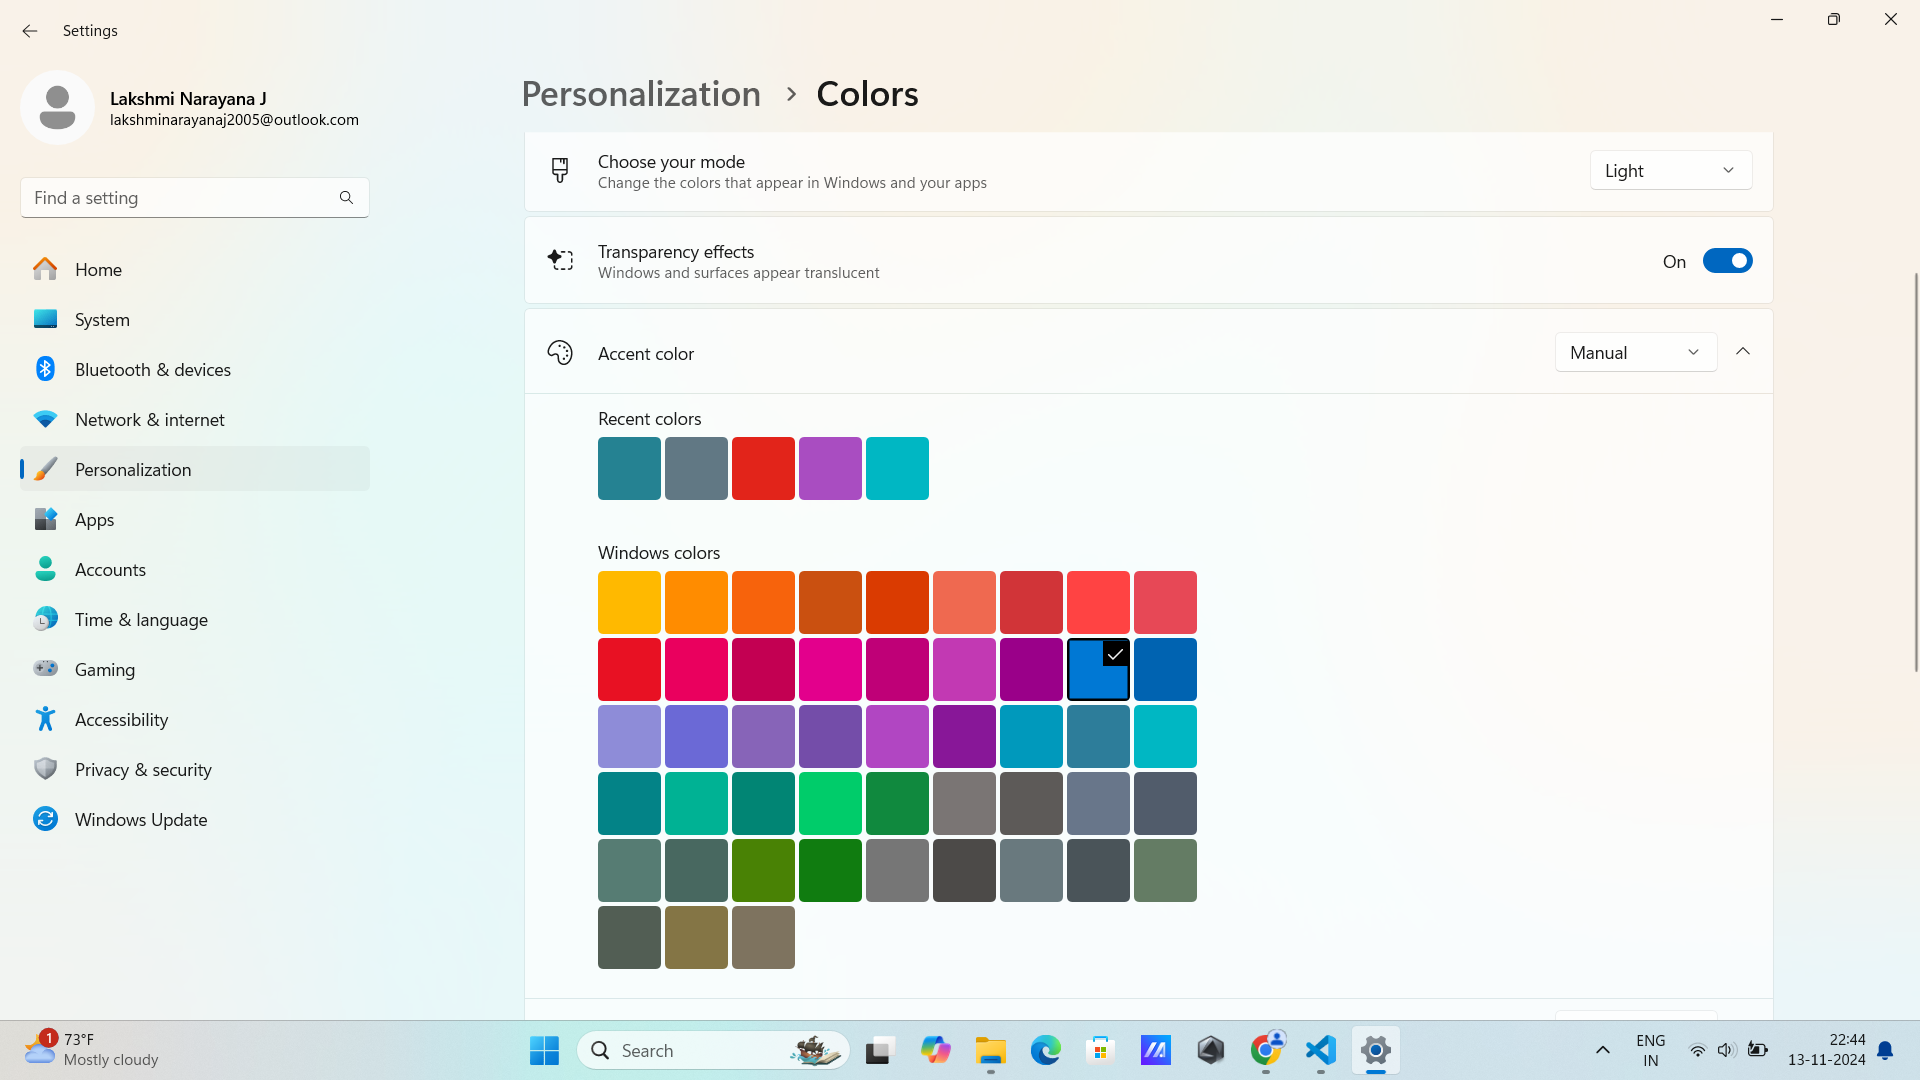 Settings
Lakshmi Narayana J
lakshminarayanaj2005@outlook.com
Find a setting
Home
System
Bluetooth & devices
Network & internet
Personalization
Apps
Accounts
Time & language
Gaming
Accessibility
Privacy & security
Windows Update
Personalization > Colors
Choose your mode
Change the colors that appear in Windows and your apps
Light
Transparency effects
Windows and surfaces appear translucent
On
Accent color
Manual
Recent colors
Windows colors
1
73°F
Mostly cloudy
Search
ENG
IN
22:44
13-11-2024